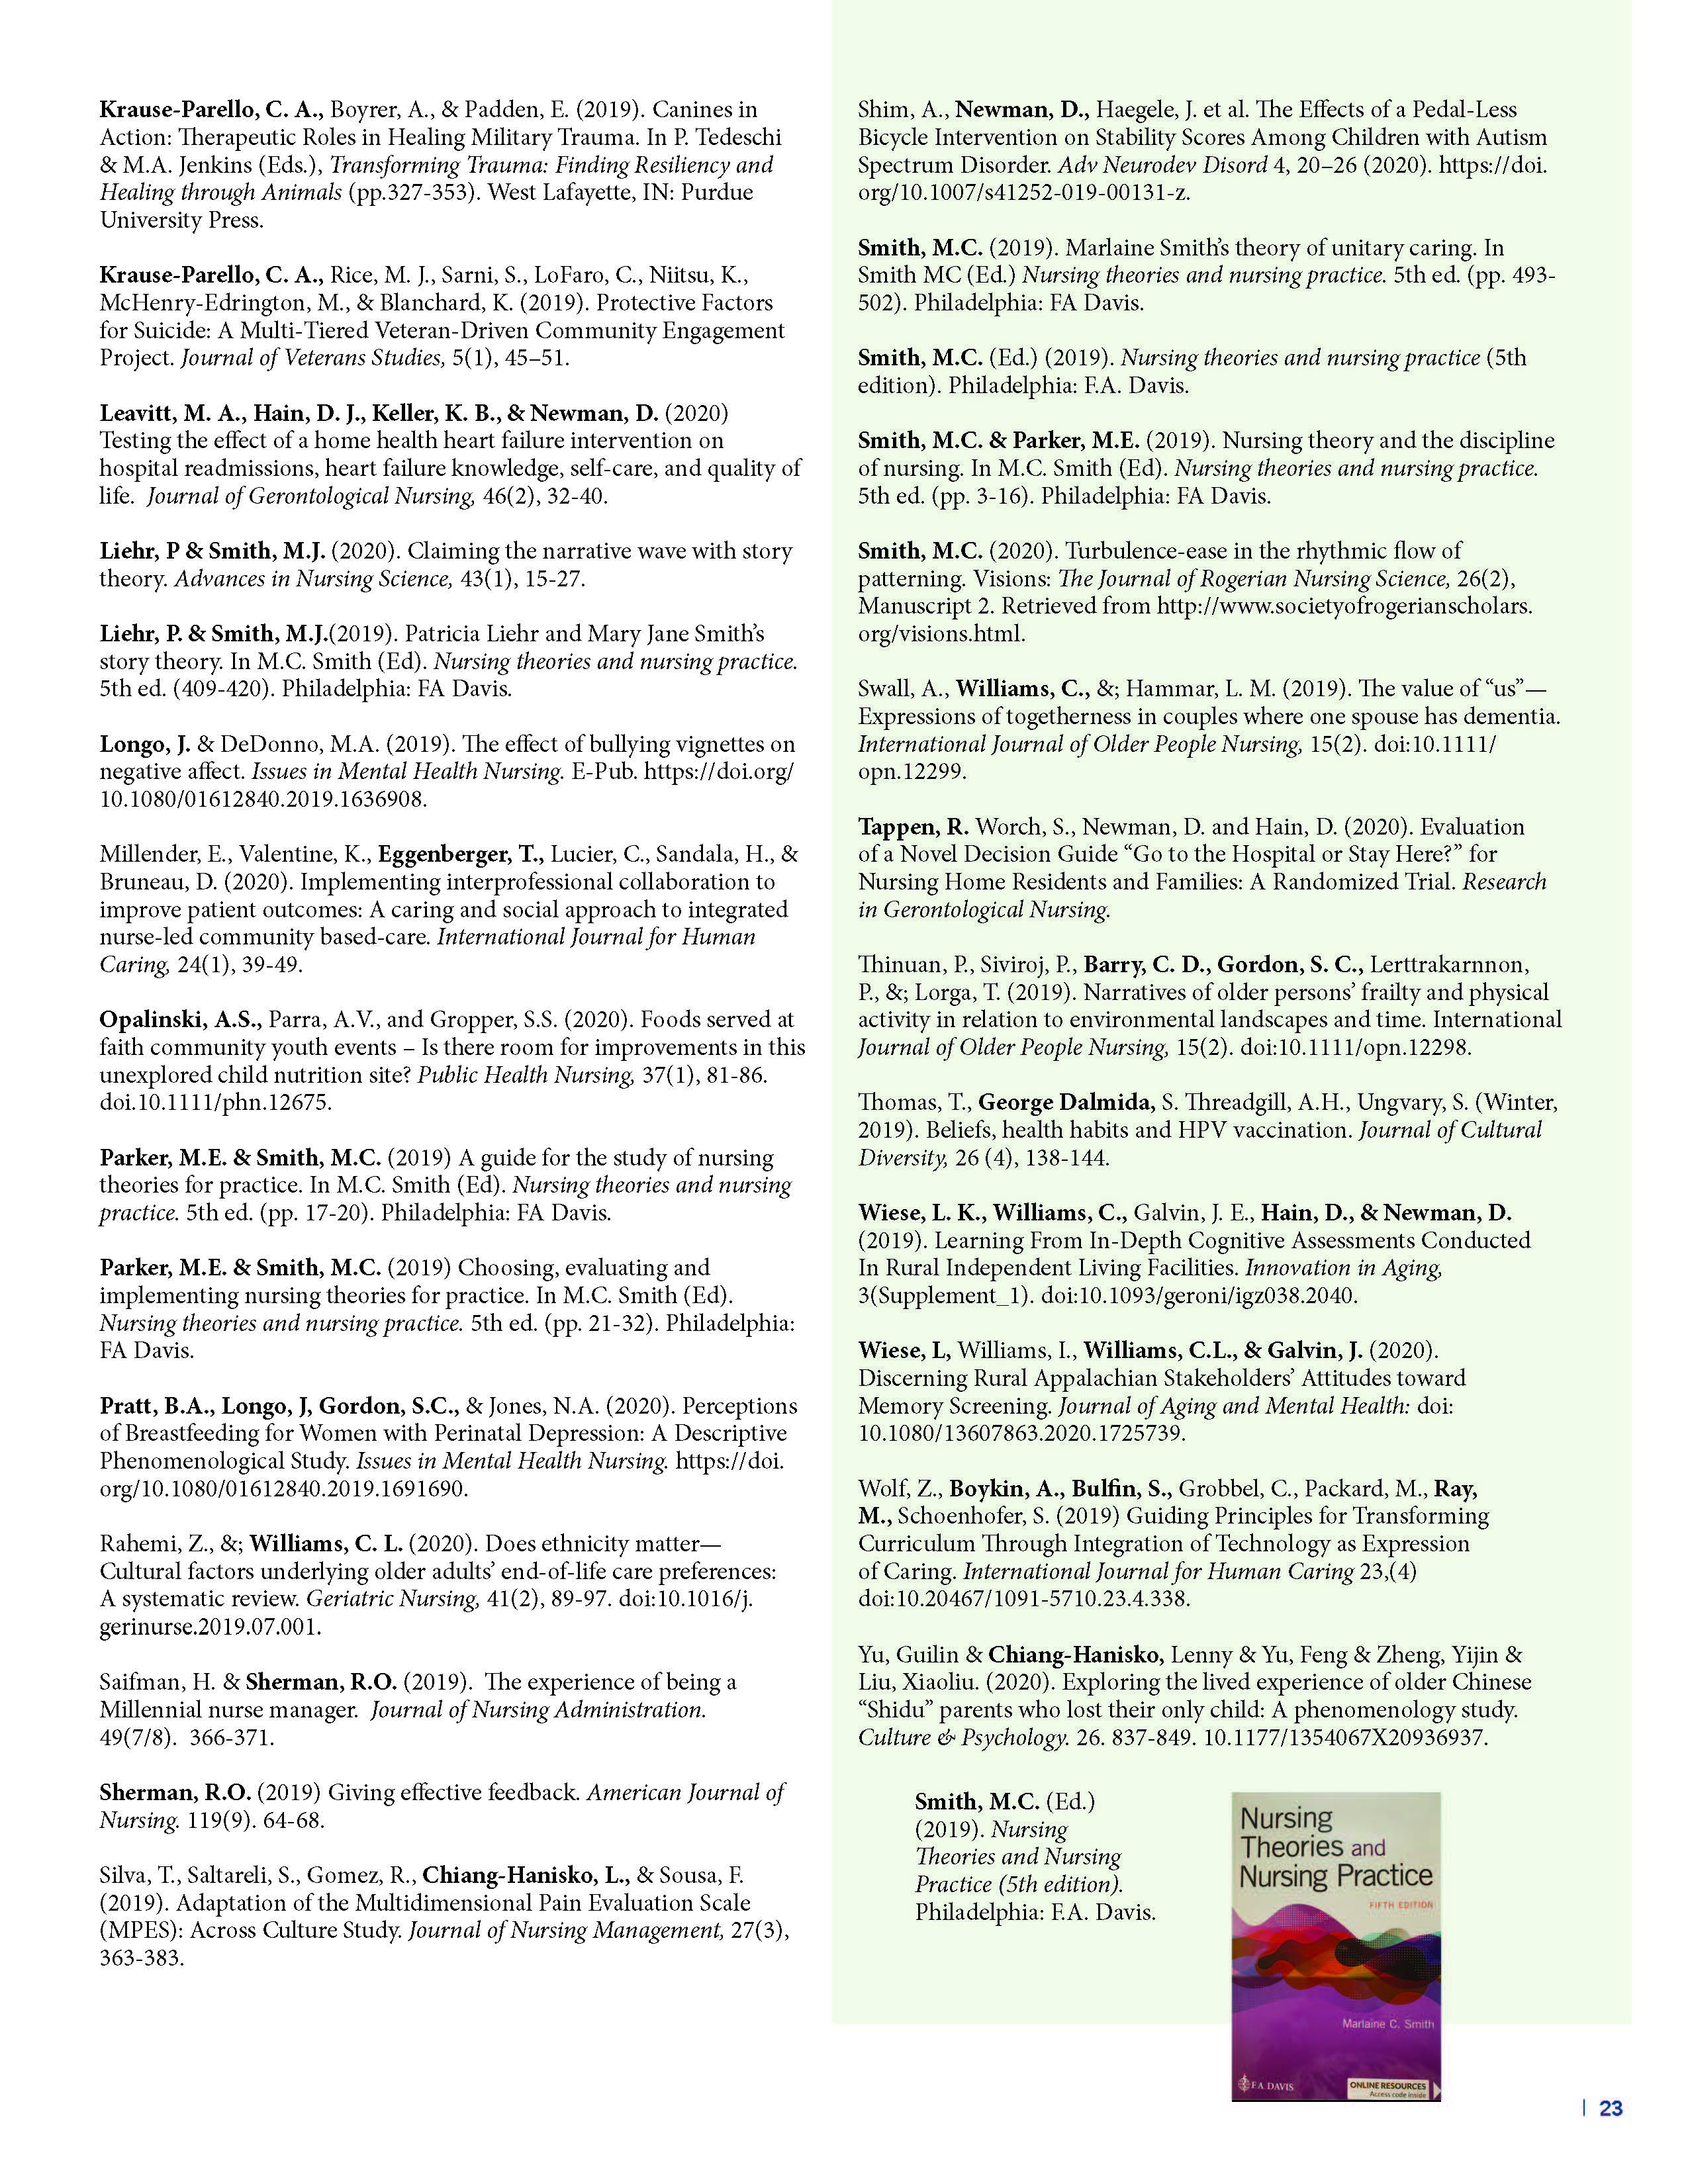 Krause-Parello, C. A., Boyrer, A., & Padden, E. (2019). Canines in
Action: Therapeutic Roles in Healing Military Trauma. In P. Tedeschi
& M.A. Jenkins (Eds.), Transforming Trauma: Finding Resiliency and
Healing through Animals (pp.327-353). West Lafayette, IN: Purdue
University Press.
Krause-Parello, C. A., Rice, M. J., Sarni, S., LoFaro, C., Niitsu, K.,
McHenry-Edrington, M., & Blanchard, K. (2019). Protective Factors
for Suicide: A Multi-Tiered Veteran-Driven Community Engagement
Project. Journal of Veterans Studies, 5(1), 45–51.
Leavitt, M. A., Hain, D. J., Keller, K. B., & Newman, D. (2020)
Testing the effect of a home health heart failure intervention on
hospital readmissions, heart failure knowledge, self-care, and quality of
life. Journal of Gerontological Nursing, 46(2), 32-40.
Liehr, P & Smith, M.J. (2020). Claiming the narrative wave with story
theory. Advances in Nursing Science, 43(1), 15-27.
Liehr, P. & Smith, M.J.(2019). Patricia Liehr and Mary Jane Smith's
story theory. In M.C. Smith (Ed). Nursing theories and nursing practice.
5th ed. (409-420). Philadelphia: FA Davis.
Longo, J. & DeDonno, M.A. (2019). The effect of bullying vignettes on
negative affect. Issues in Mental Health Nursing. E-Pub. https://doi.org/
10.1080/01612840.2019.1636908.
Millender, E., Valentine, K., Eggenberger, T., Lucier, C., Sandala, H., &
Bruneau, D. (2020). Implementing interprofessional collaboration to
improve patient outcomes: A caring and social approach to integrated
nurse-led community based-care. International Journal for Human
Caring, 24(1), 39-49.
Opalinski, A.S., Parra, A.V., and Gropper, S.S. (2020). Foods served at
faith community youth events – Is there room for improvements in this
unexplored child nutrition site? Public Health Nursing, 37(1), 81-86.
doi.10.1111/phn.12675.
Parker, M.E. & Smith, M.C. (2019) A guide for the study of nursing
theories for practice. In M.C. Smith (Ed). Nursing theories and nursing
practice. 5th ed. (pp. 17-20). Philadelphia: FA Davis.
Parker, M.E. & Smith, M.C. (2019) Choosing, evaluating and
implementing nursing theories for practice. In M.C. Smith (Ed).
Nursing theories and nursing practice. 5th ed. (pp. 21-32). Philadelphia:
FA Davis.
Pratt, B.A., Longo, J, Gordon, S.C., & Jones, N.A. (2020). Perceptions
of Breastfeeding for Women with Perinatal Depression: A Descriptive
Phenomenological Study. Issues in Mental Health Nursing. https://doi.
org/10.1080/01612840.2019.1691690.
Rahemi, Z., &; Williams, C. L. (2020). Does ethnicity matter—
Cultural factors underlying older adults' end-of-life care preferences:
A systematic review. Geriatric Nursing, 41(2), 89-97. doi:10.1016/j.
gerinurse.2019.07.001.
Saifman, H. & Sherman, R.O. (2019). The experience of being a
Millennial nurse manager. Journal of Nursing Administration.
49(7/8). 366-371.
Sherman, R.O. (2019) Giving effective feedback. American Journal of
Nursing. 119(9). 64-68.
Silva, T., Saltareli, S., Gomez, R., Chiang-Hanisko, L., & Sousa, F.
(2019). Adaptation of the Multidimensional Pain Evaluation Scale
(MPES): Across Culture Study. Journal of Nursing Management, 27(3),
363-383.
Shim, A., Newman, D., Haegele, J. et al. The Effects of a Pedal-Less
Bicycle Intervention on Stability Scores Among Children with Autism
Spectrum Disorder. Adv Neurodev Disord 4, 20–26 (2020). https://doi.
org/10.1007/s41252-019-00131-z.
Smith, M.C. (2019). Marlaine Smith's theory of unitary caring. In
Smith MC (Ed.) Nursing theories and nursing practice. 5th ed. (pp. 493-
502). Philadelphia: FA Davis.
Smith, M.C. (Ed.) (2019). Nursing theories and nursing practice (5th
edition). Philadelphia: F.A. Davis.
Smith, M.C. & Parker, M.E. (2019). Nursing theory and the discipline
of nursing. In M.C. Smith (Ed). Nursing theories and nursing practice.
5th ed. (pp. 3-16). Philadelphia: FA Davis.
Smith, M.C. (2020). Turbulence-ease in the rhythmic flow of
patterning. Visions: The Journal of Rogerian Nursing Science, 26(2),
Manuscript 2. Retrieved from http://www.societyofrogerianscholars.
org/visions.html.
Swall, A., Williams, C., &; Hammar, L. M. (2019). The value of “us”—
Expressions of togetherness in couples where one spouse has dementia.
International Journal of Older People Nursing, 15(2). doi:10.1111/
opn.12299.
Tappen, R. Worch, S., Newman, D. and Hain, D. (2020). Evaluation
of a Novel Decision Guide “Go to the Hospital or Stay Here?” for
Nursing Home Residents and Families: A Randomized Trial. Research
in Gerontological Nursing.
Thinuan, P., Siviroj, P., Barry, C. D., Gordon, S. C., Lerttrakarnnon,
P., &; Lorga, T. (2019). Narratives of older persons' frailty and physical
activity in relation to environmental landscapes and time. International
Journal of Older People Nursing, 15(2). doi:10.1111/opn.12298.
Thomas, T., George Dalmida, S. Threadgill, A.H., Ungvary, S. (Winter,
2019). Beliefs, health habits and HPV vaccination. Journal of Cultural
Diversity, 26 (4), 138-144.
Wiese, L. K., Williams, C., Galvin, J. E., Hain, D., & Newman, D.
(2019). Learning From In-Depth Cognitive Assessments Conducted
In Rural Independent Living Facilities. Innovation in Aging,
3(Supplement_1). doi:10.1093/geroni/igz038.2040.
Wiese, L, Williams, I., Williams, C.L., & Galvin, J. (2020).
Discerning Rural Appalachian Stakeholders' Attitudes toward
Memory Screening. Journal of Aging and Mental Health: doi:
10.1080/13607863.2020.1725739.
Wolf, Z., Boykin, A., Bulfin, S., Grobbel, C., Packard, M., Ray,
M., Schoenhofer, S. (2019) Guiding Principles for Transforming
Curriculum Through Integration of Technology as Expression
of Caring. International Journal for Human Caring 23,(4)
doi:10.20467/1091-5710.23.4.338.
Yu, Guilin & Chiang-Hanisko, Lenny & Yu, Feng & Zheng, Yijin &
Liu, Xiaoliu. (2020). Exploring the lived experience of older Chinese
“Shidu” parents who lost their only child: A phenomenology study.
Culture & Psychology. 26. 837-849. 10.1177/1354067X20936937.
Smith, M.C. (Ed.)
(2019). Nursing
Theories and Nursing
Practice (5th edition).
Philadelphia: F.A. Davis.
Nursing
Theories and
Nursing Practice
FIFTH EDITION
Marlaine C. Smith
F.A. DAVIS
ONLINE RESOURCES
Access code inside
| 23